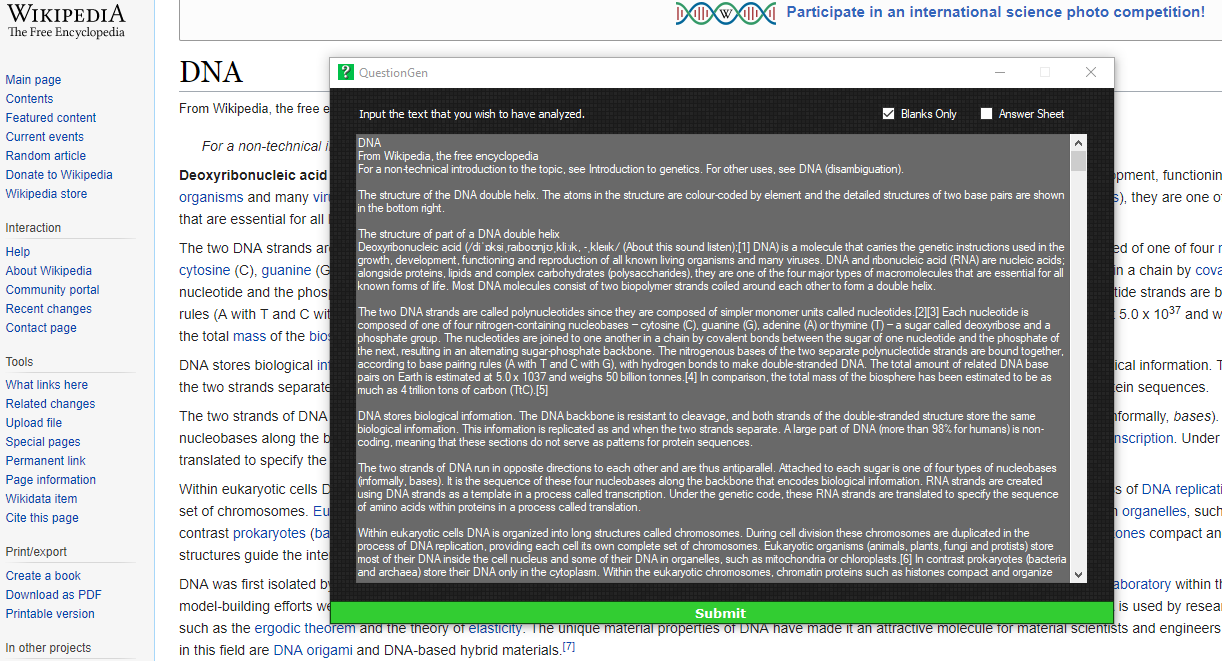 WIKIPEDIA
The Free Encyclopedia
Main page
Contents
Featured content
Current events
Random article
Donate to Wikipedia
Wikipedia store
Interaction
Help
About Wikipedia
Community portal
Recent changes
Contact page
Tools
What links here
Related changes
Upload file
Special pages
Permanent link
Page information
Wikidata item
Cite this page
Print/export
Create a book
Download as PDF
Printable version
In other projects
W
Participate in an international science photo competition!
DNA
From Wikipedia, the free e
For a non-technical i
Deoxyribonucleic acid
organisms and many viru
that are essential for all
The two DNA strands are
cytosine (C), guanine (G
nucleotide and the phosp
rules (A with T and C wit
the total mass of the bios
DNA stores biological inf
the two strands separate
The two strands of DNA
nucleobases along the b
translated to specify the
Within eukaryotic cells D
set of chromosomes. Eu
contrast prokaryotes (ba
structures guide the inte
DNA was first isolated by
model-building efforts we
such as the ergodic theorem and the theory of elasticity. The unique material properties of DNA have made it an attractive molecule for material scientists and engineers
in this field are DNA origami and DNA-based hybrid materials.[7]
QuestionGen
Input the text that you wish to have analyzed.
Blanks Only
Answer Sheet
DNA
From Wikipedia, the free encyclopedia
For a non-technical introduction to the topic, see Introduction to genetics. For other uses, see DNA (disambiguation).
The structure of the DNA double helix. The atoms in the structure are colour-coded by element and the detailed structures of two base pairs are shown
in the bottom right.
The structure of part of a DNA double helix
Deoxyribonucleic acid (/diˈɒksiˌraiboʊnjʊˌkliːɪk, -ˌkleɪɪk/ (About this sound listen);[1] DNA) is a molecule that carries the genetic instructions used in the
growth, development, functioning and reproduction of all known living organisms and many viruses. DNA and ribonucleic acid (RNA) are nucleic acids;
alongside proteins, lipids and complex carbohydrates (polysaccharides), they are one of the four major types of macromolecules that are essential for all
known forms of life. Most DNA molecules consist of two biopolymer strands coiled around each other to form a double helix.
The two DNA strands are called polynucleotides since they are composed of simpler monomer units called nucleotides.[2][3] Each nucleotide is
composed of one of four nitrogen-containing nucleobases – cytosine (C), guanine (G), adenine (A) or thymine (T) – a sugar called deoxyribose and a
phosphate group. The nucleotides are joined to one another in a chain by covalent bonds between the sugar of one nucleotide and the phosphate of
the next, resulting in an alternating sugar-phosphate backbone. The nitrogenous bases of the two separate polynucleotide strands are bound together,
according to base pairing rules (A with T and C with G), with hydrogen bonds to make double-stranded DNA. The total amount of related DNA base
pairs on Earth is estimated at 5.0 x 1037 and weighs 50 billion tonnes.[4] In comparison, the total mass of the biosphere has been estimated to be as
much as 4 trillion tons of carbon (TtC).[5]
DNA stores biological information. The DNA backbone is resistant to cleavage, and both strands of the double-stranded structure store the same
biological information. This information is replicated as and when the two strands separate. A large part of DNA (more than 98% for humans) is non-
coding, meaning that these sections do not serve as patterns for protein sequences.
The two strands of DNA run in opposite directions to each other and are thus antiparallel. Attached to each sugar is one of four types of nucleobases
(informally, bases). It is the sequence of these four nucleobases along the backbone that encodes biological information. RNA strands are created
using DNA strands as a template in a process called transcription. Under the genetic code, these RNA strands are translated to specify the sequence
of amino acids within proteins in a process called translation.
Within eukaryotic cells DNA is organized into long structures called chromosomes. During cell division these chromosomes are duplicated in the
process of DNA replication, providing each cell its own complete set of chromosomes. Eukaryotic organisms (animals, plants, fungi and protists) store
most of their DNA inside the cell nucleus and some of their DNA in organelles, such as mitochondria or chloroplasts.[6] In contrast prokaryotes (bacteria
and archaea) store their DNA only in the cytoplasm. Within the eukaryotic chromosomes, chromatin proteins such as histones compact and organize
Submit
opment, functionin
s), they are one of
ed of one of four n
in a chain by cova
tide strands are b
5.0 x 1037 and w
ical information. T
ein sequences.
nformally, bases).
nscription. Under
s of DNA replicati
n organelles, such
ones compact an
aboratory within th
is used by resear